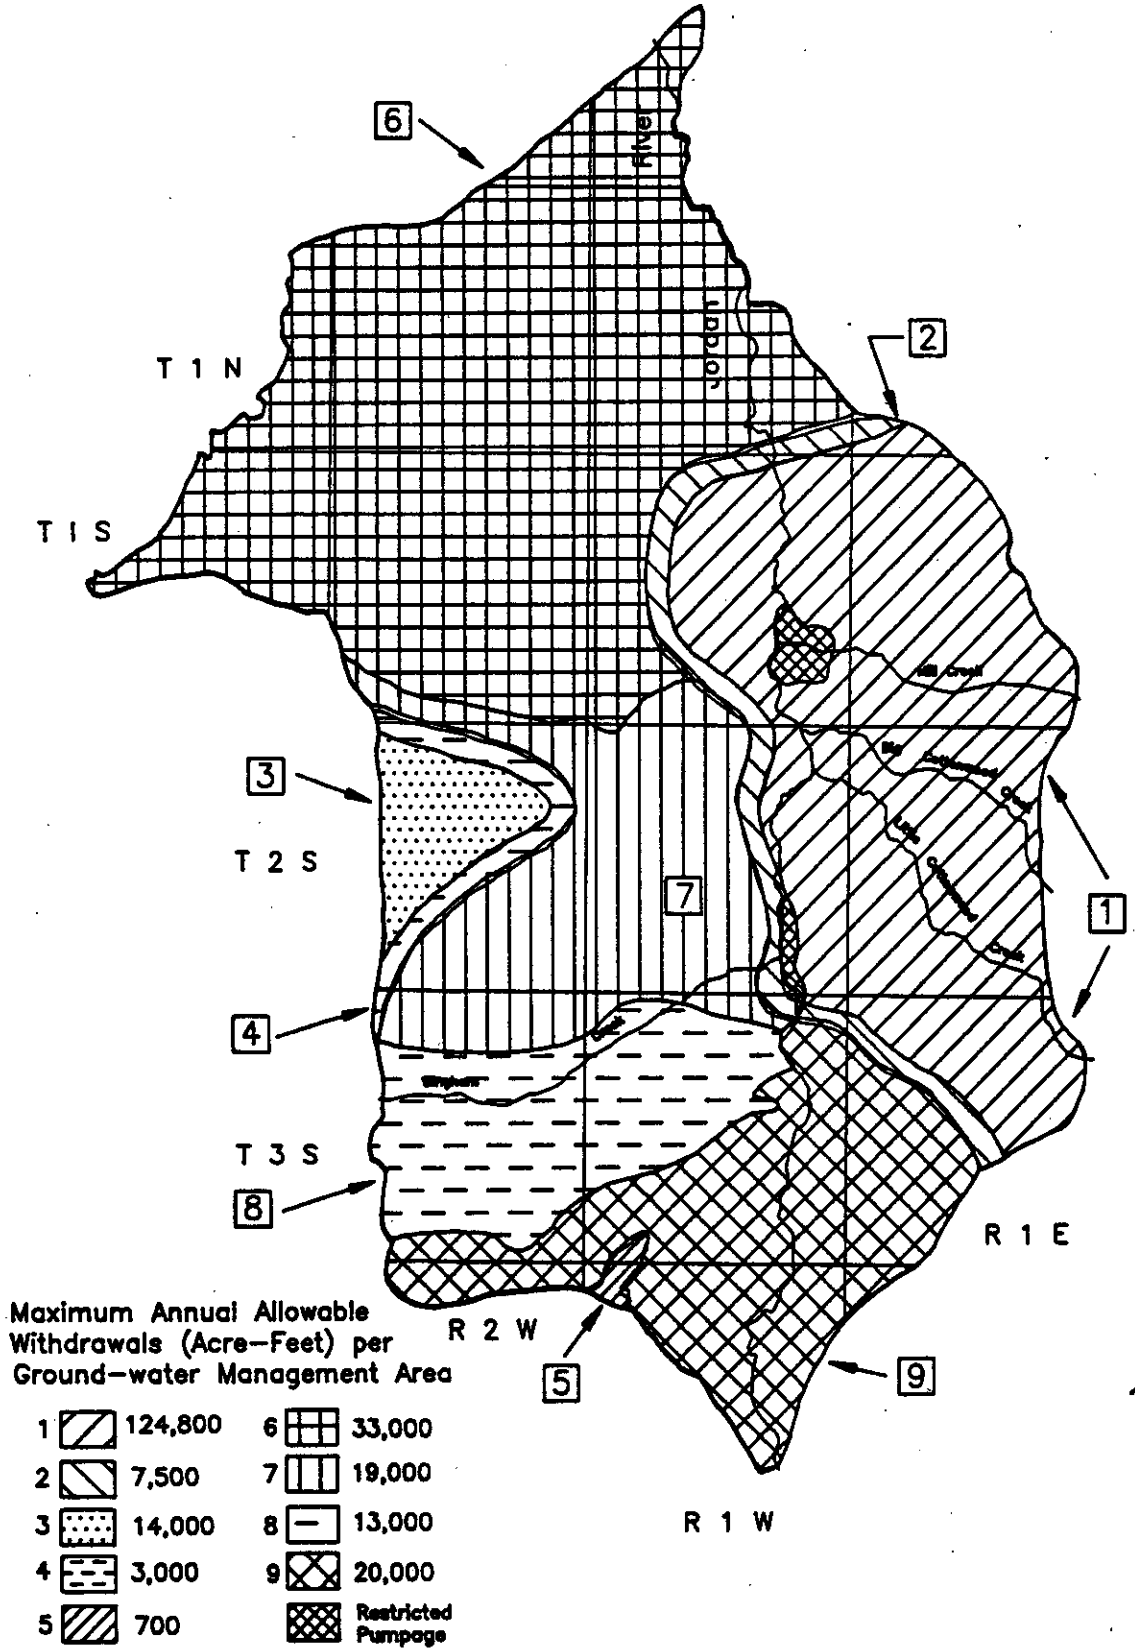 6
River
Jordan
2
T 1 N
T 1 S
Mill Creek
3
Big Cottonwood Creek
Little Cottonwood Creek
T 2 S
7
1
4
Creek
Bingham
T 3 S
8
R 1 E
Maximum Annual Allowable
Withdrawals (Acre-Feet) per
Ground-water Management Area
R 2 W
5
9
1 124,800 6 33,000
2 7,500 7 19,000
3 14,000 8 13,000
4 3,000 9 20,000
5 700 Restricted
Pumpage
R 1 W